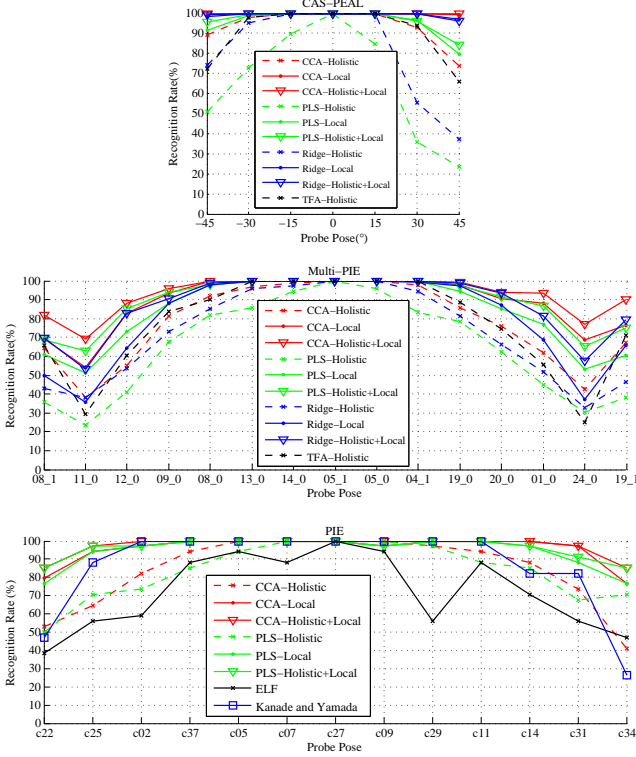 CAS−PEAL
100
90
80
70
60
50
40
30
20
10
0
Recognition Rate(%)
CCA−Holistic
CCA−Local
CCA−Holistic+Local
PLS−Holistic
PLS−Local
PLS−Holistic+Local
Ridge−Holistic
Ridge−Local
Ridge−Holistic+Local
TFA−Holistic
−45 −30 −15 0 15 30 45
Probe Pose(°)
Multi−PIE
100
90
80
70
60
50
40
30
20
10
0
Recognition Rate(%)
CCA−Holistic
CCA−Local
CCA−Holistic+Local
PLS−Holistic
PLS−Local
PLS−Holistic+Local
Ridge−Holistic
Ridge−Local
Ridge−Holistic+Local
TFA−Holistic
08_1 11_0 12_0 09_0 08_0 13_0 14_0 05_1 05_0 04_1 19_0 20_0 01_0 24_0 19_1
Probe Pose
PIE
100
90
80
70
60
50
40
30
20
10
0
Recognition Rate (%)
CCA−Holistic
CCA−Local
CCA−Holistic+Local
PLS−Holistic
PLS−Local
PLS−Holistic+Local
ELF
Kanade and Yamada
c22 c25 c02 c37 c05 c07 c27 c09 c29 c11 c14 c31 c34
Probe Pose